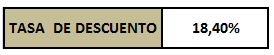 TASA DE DESCUENTO 18,40%